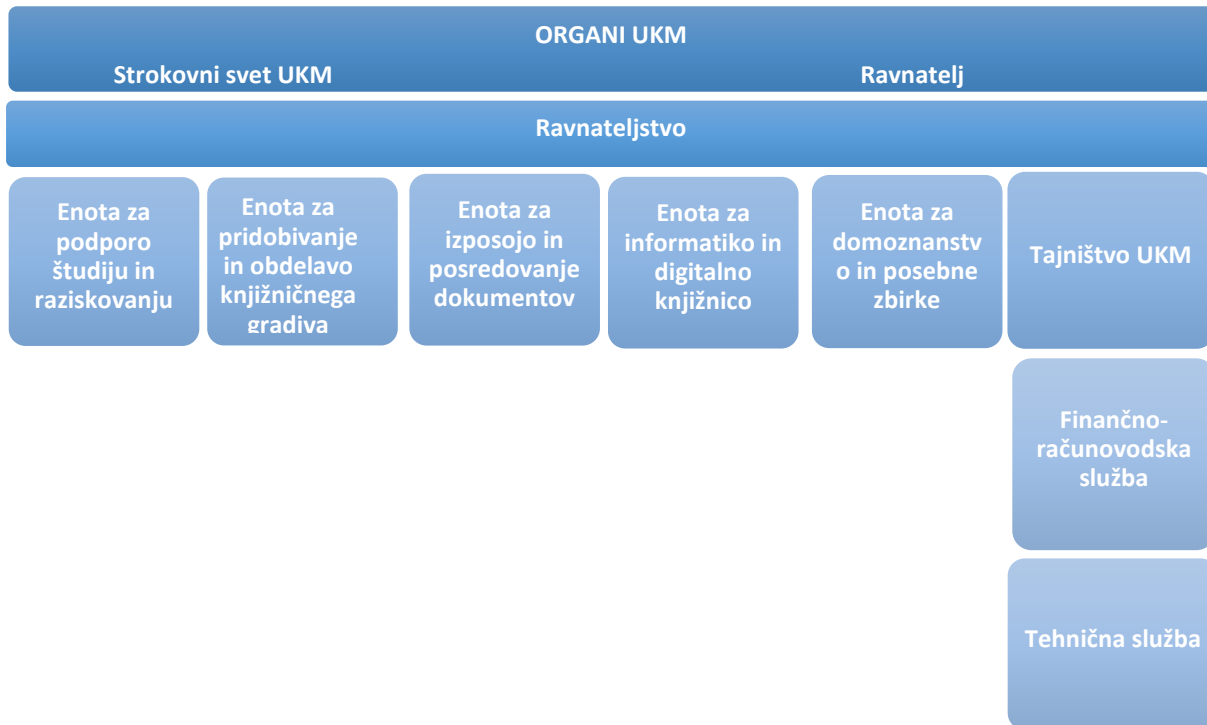 ORGANI UKM
Strokovni svet UKM Ravnatelj
Ravnateljstvo
Enota za
podporo
študiju in
raziskovanju
Enota za
pridobivanje
in obdelavo
knjižničnega
gradiva
Enota za
izposojo in
posredovanje
dokumentov
Enota za
informatiko in
digitalno
knjižnico
Enota za
domoznanstv
o in posebne
zbirke
Tajništvo UKM
Finančno-
računovodska
služba
Tehnična služba